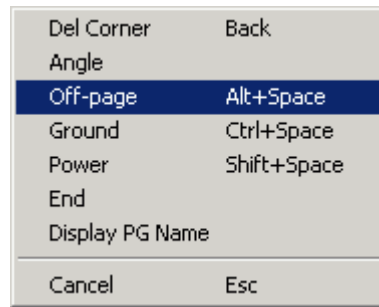 Del Corner Back
Angle
Off-page Alt+Space
Ground Ctrl+Space
Power Shift+Space
End
Display PG Name
Cancel Esc